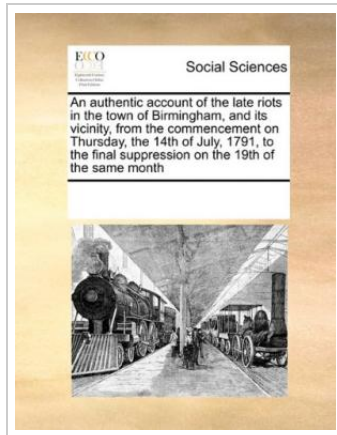 ECCO
Social Sciences
An authentic account of the late riots
in the town of Birmingham, and its
vicinity, from the commencement on
Thursday, the 14th of July, 1791, to
the final suppression on the 19th of
the same month